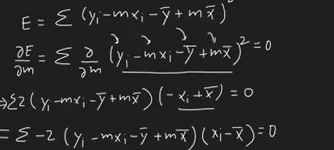 E = Σ (yᵢ - mxᵢ - ȳ + mx̄)²
∂E/∂m = Σ ∂/∂m (yᵢ - mxᵢ - ȳ + mx̄)² = 0
⇒ Σ2 (yᵢ - mxᵢ - ȳ + mx̄) (-xᵢ + x̄) = 0
= Σ -2 (yᵢ - mxᵢ - ȳ + mx̄) (xᵢ - x̄) = 0